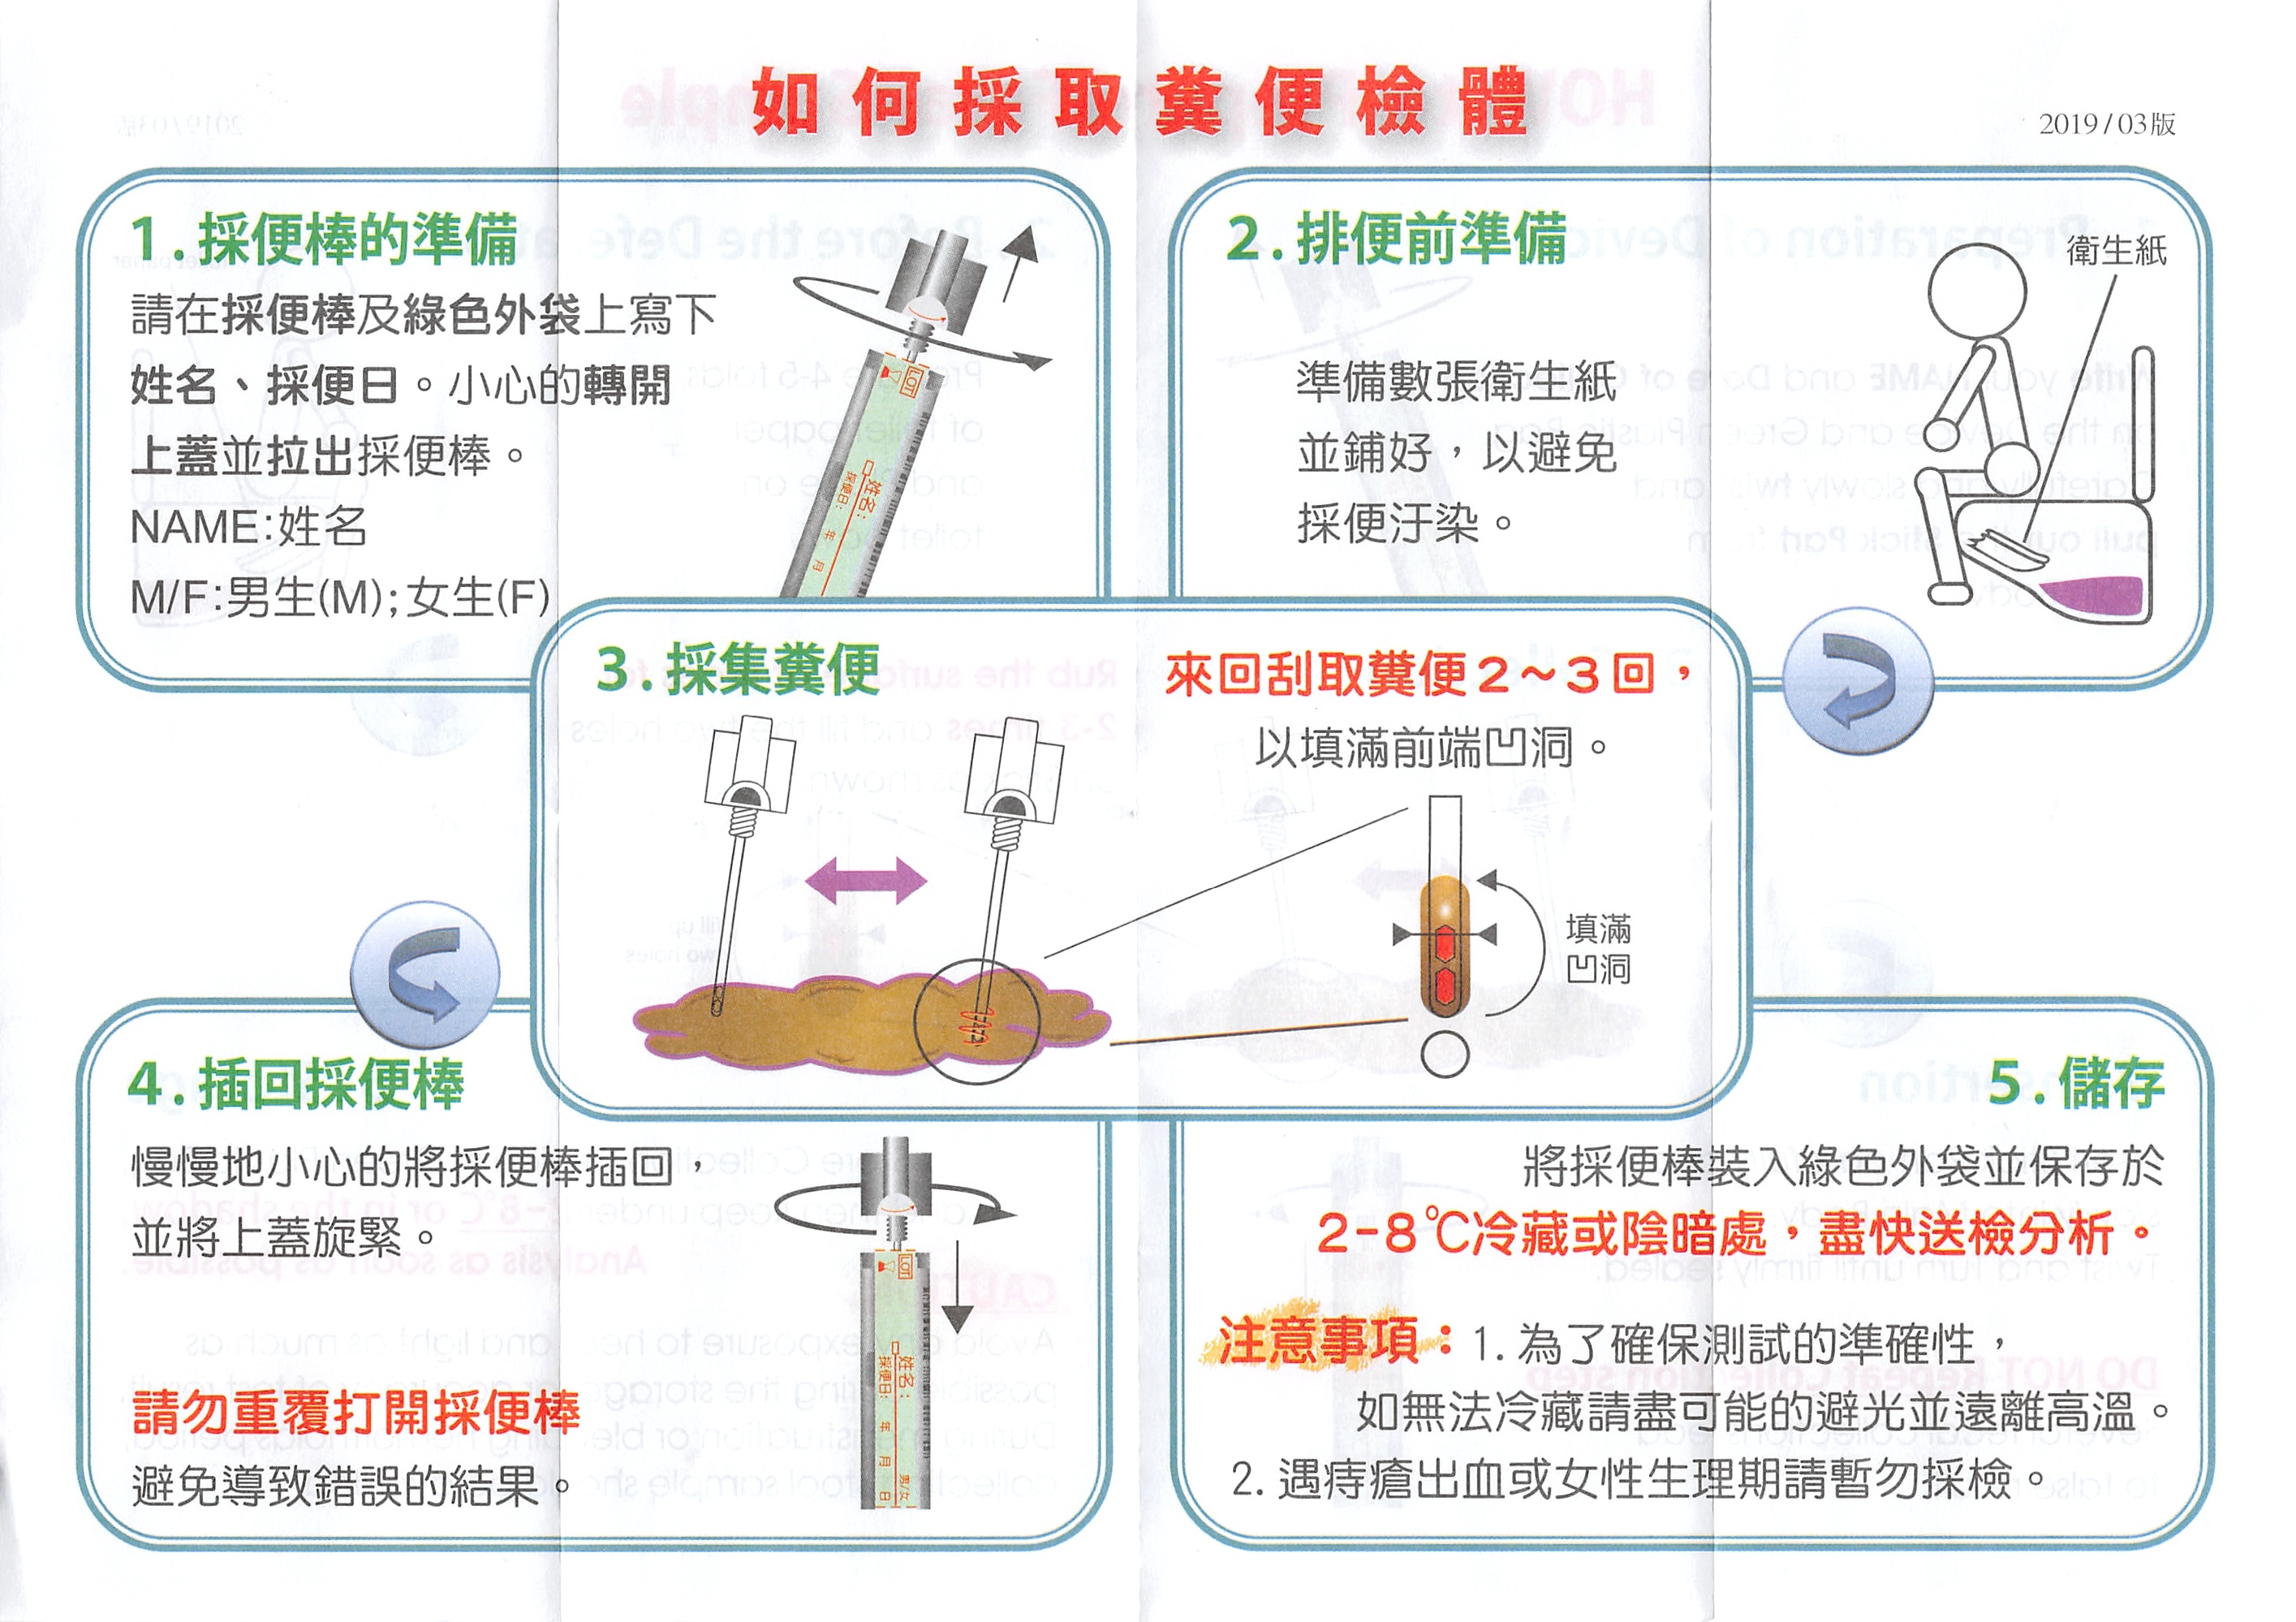 如何採取糞便檢體
2019/03版
1.採便棒的準備
請在採便棒及綠色外袋上寫下
姓名、採便日。小心的轉開
上蓋並拉出採便棒。
NAME:姓名
M/F:男生(M);女生(F)
LOT
姓名:
採便日: 年 月
2.排便前準備
衛生紙
準備數張衛生紙
並鋪好，以避免
採便汙染。
3.採集糞便
來回刮取糞便2～3回，
以填滿前端凹洞。
填滿
凹洞
4.插回採便棒
慢慢地小心的將採便棒插回，
並將上蓋旋緊。
請勿重覆打開採便棒
避免導致錯誤的結果。
LOT
姓名: 男/女
採便日: 年 月 日
5.儲存
將採便棒裝入綠色外袋並保存於
2-8℃冷藏或陰暗處，盡快送檢分析。
注意事項：1.為了確保測試的準確性，
如無法冷藏請盡可能的避光並遠離高溫。
2.遇痔瘡出血或女性生理期請暫勿採檢。